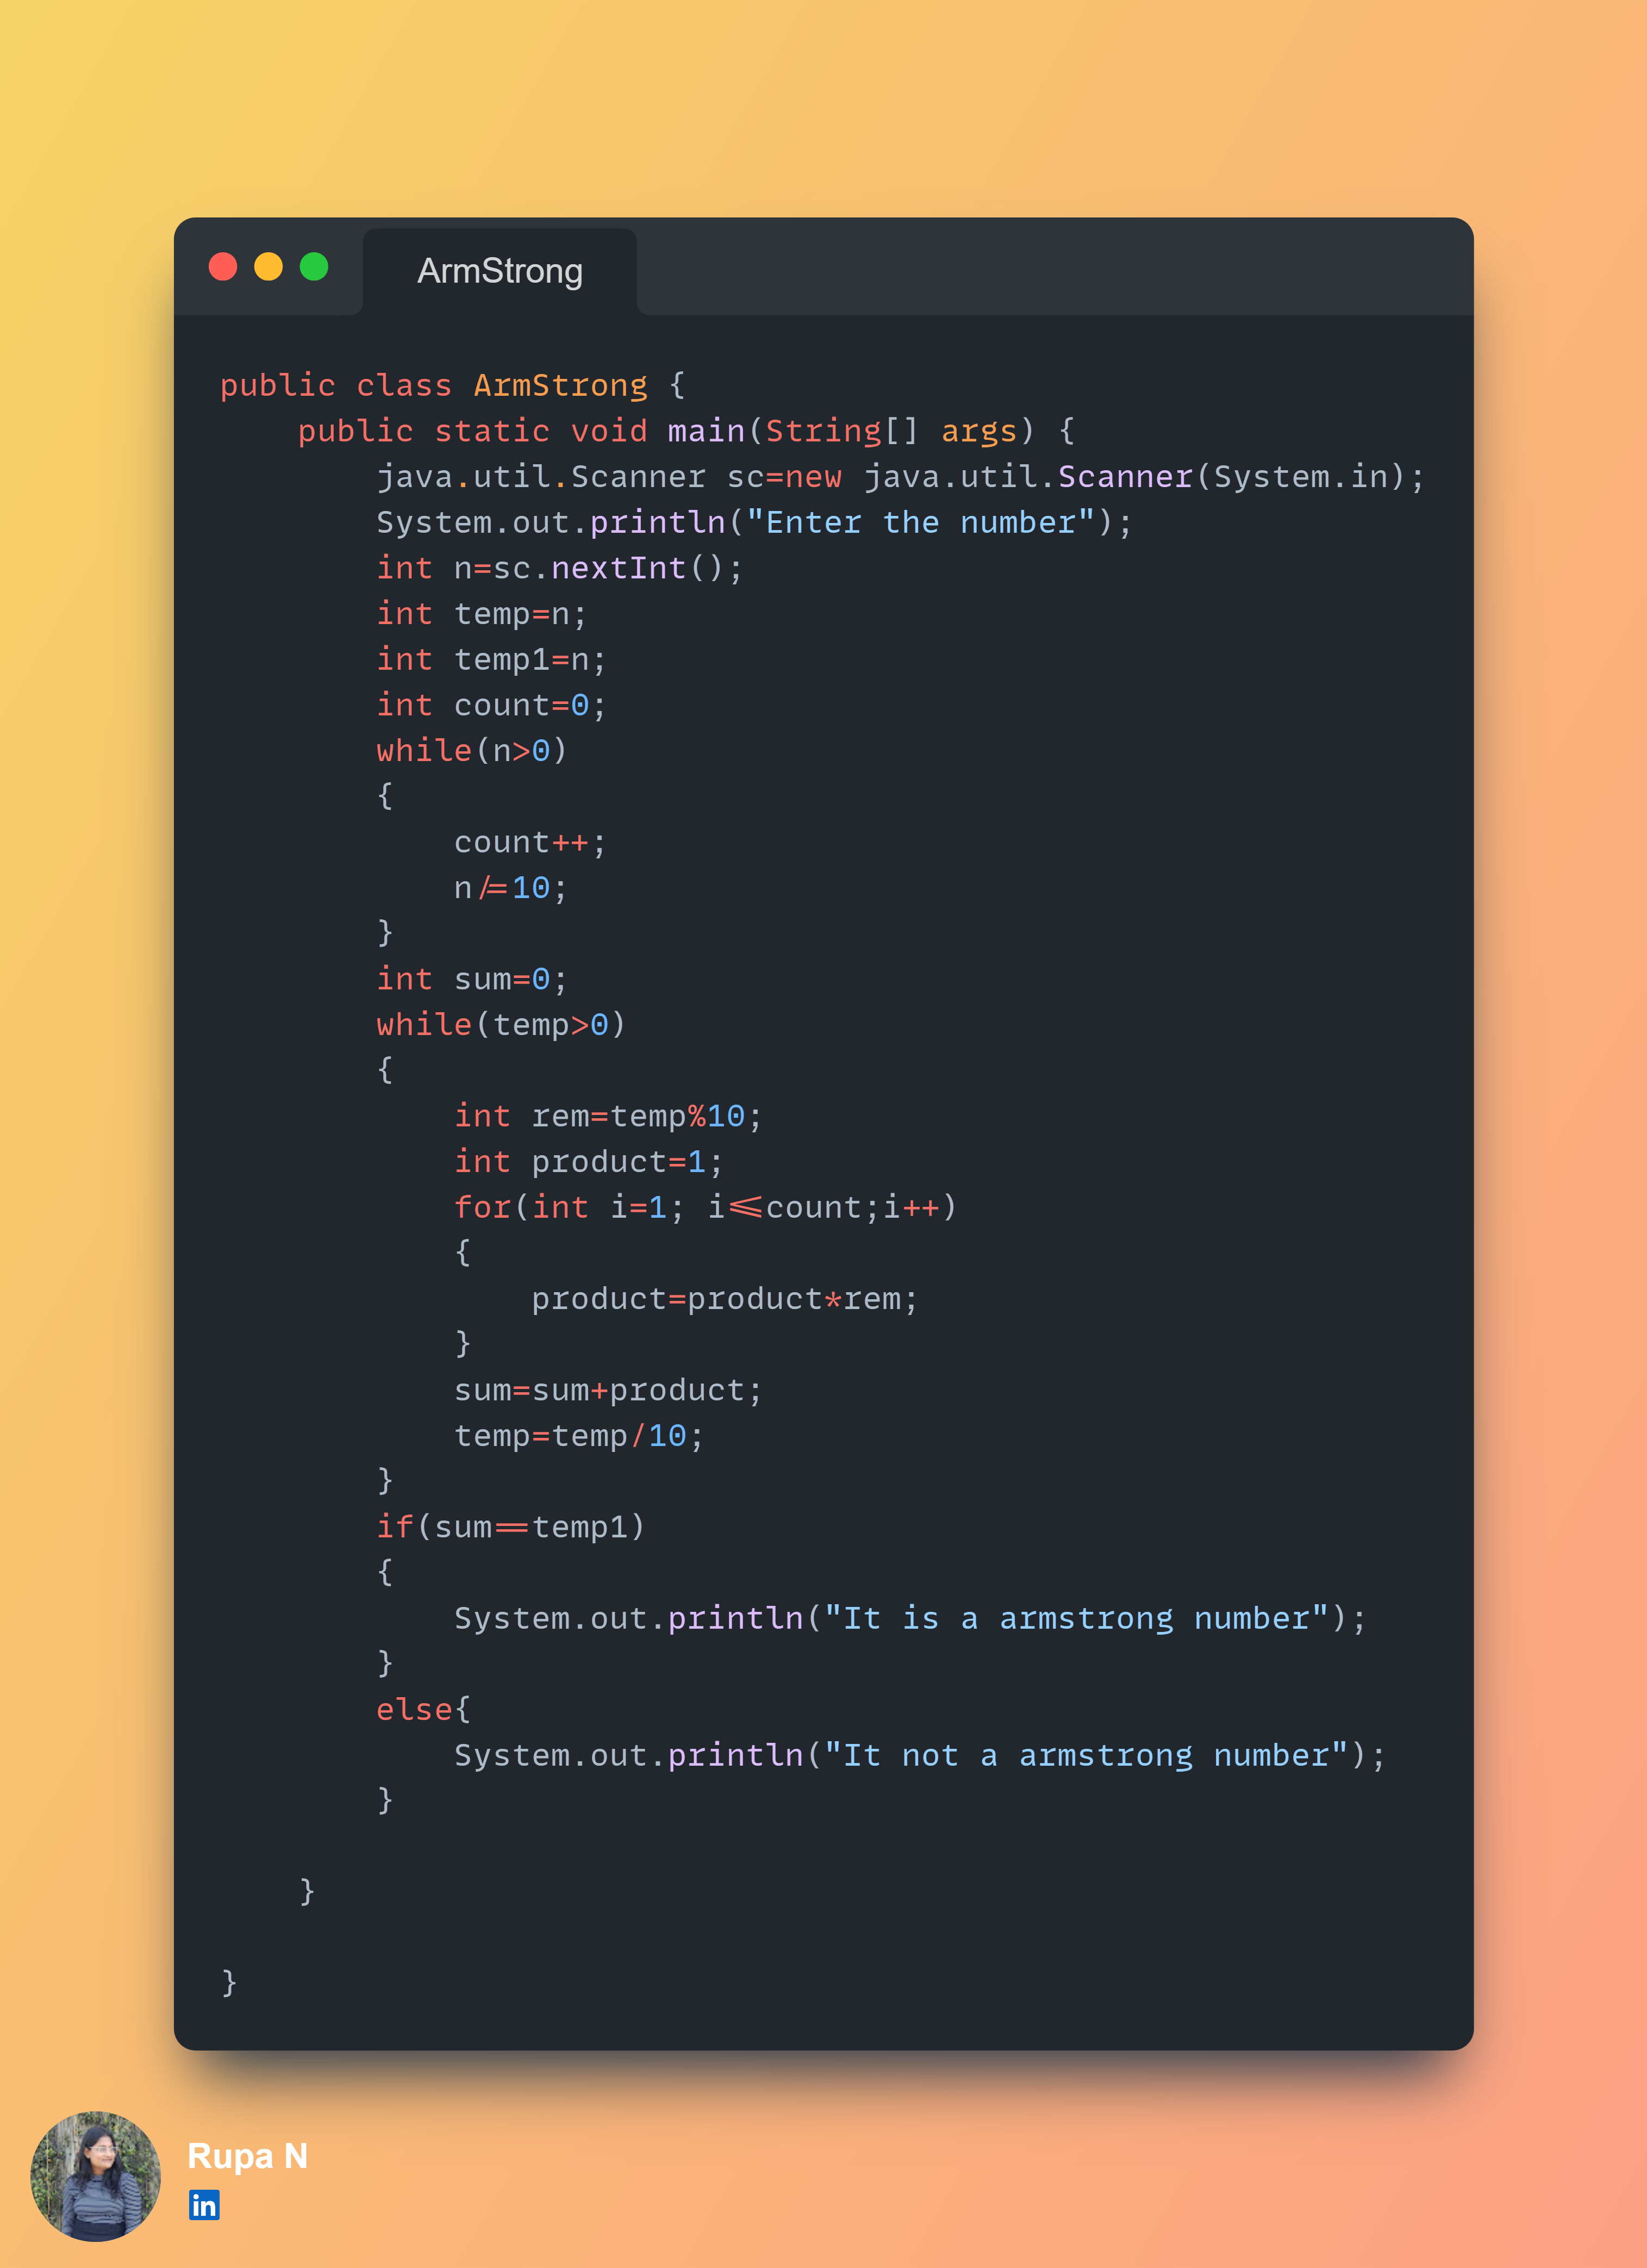 ArmStrong
public class ArmStrong {
    public static void main(String[] args) {
        java.util.Scanner sc=new java.util.Scanner(System.in);
        System.out.println("Enter the number");
        int n=sc.nextInt();
        int temp=n;
        int temp1=n;
        int count=0;
        while(n>0)
        {
            count++;
            n/=10;
        }
        int sum=0;
        while(temp>0)
        {
            int rem=temp%10;
            int product=1;
            for(int i=1; i<=count;i++)
            {
                product=product*rem;
            }
            sum=sum+product;
            temp=temp/10;
        }
        if(sum==temp1)
        {
            System.out.println("It is a armstrong number");
        }
        else{
            System.out.println("It not a armstrong number");
        }
    }
}
Rupa N
in